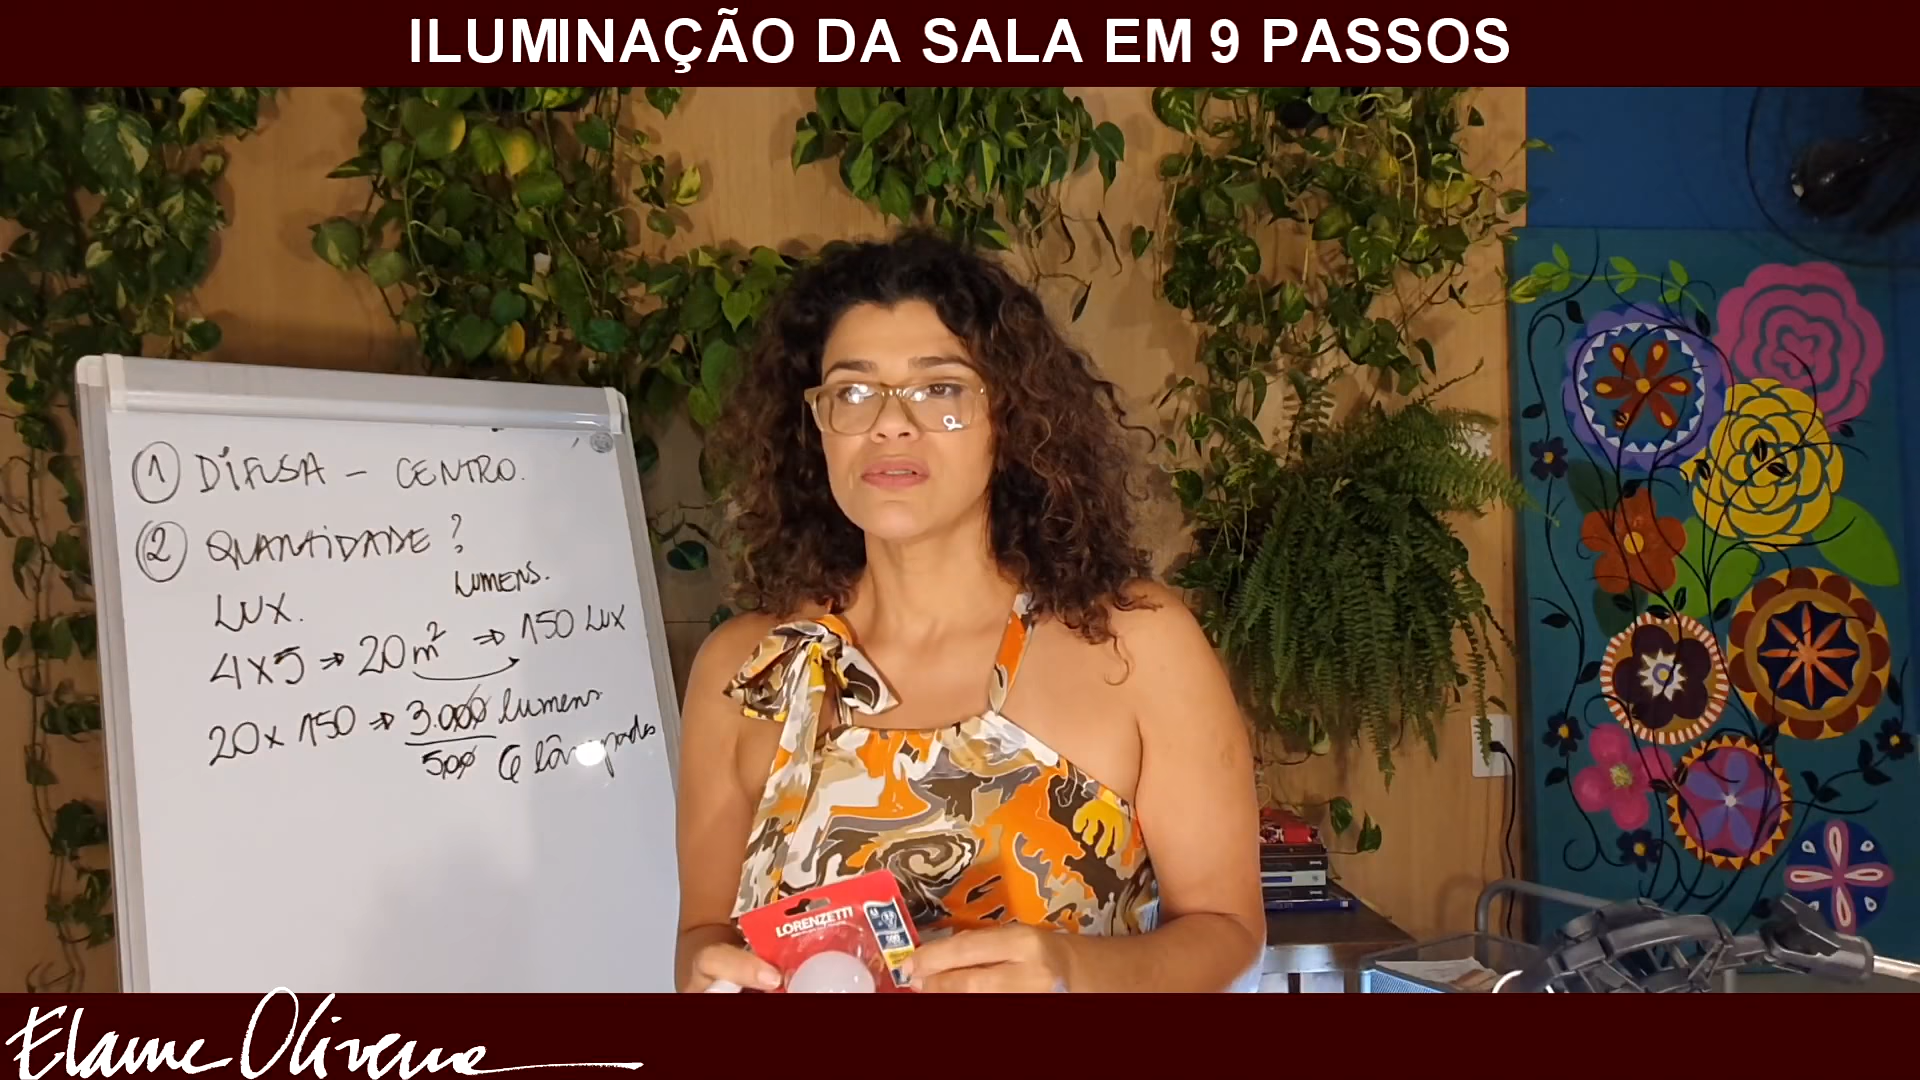 ILUMINAÇÃO DA SALA EM 9 PASSOS
1 DIFUSA - CENTRO.
2 QUANTIDADE?
LUMENS.
LUX.
4x5 ⇒ 20m² ⇒ 150 LUX
20x150 ⇒ 3.000 lumens
500 6 lâmpadas
LORENZETTI
Elaine Oliveira